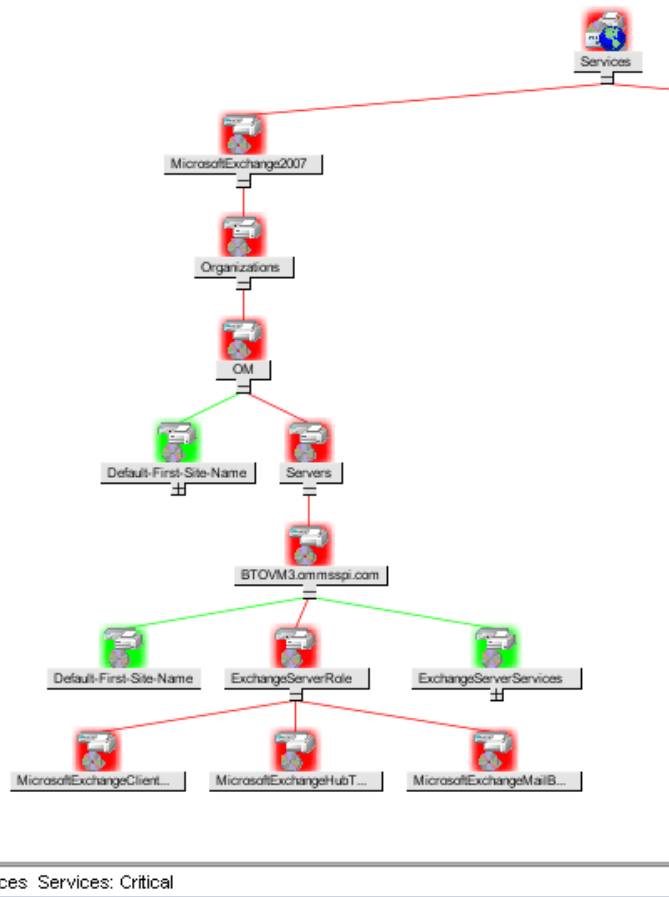 Services
MicrosoftExchange2007
Organizations
OM
Default-First-Site-Name
Servers
BTOVM3.ommsspi.com
Default-First-Site-Name
ExchangeServerRole
ExchangeServerServices
MicrosoftExchangeClient...
MicrosoftExchangeHubT...
MicrosoftExchangeMailB...
ces Services: Critical